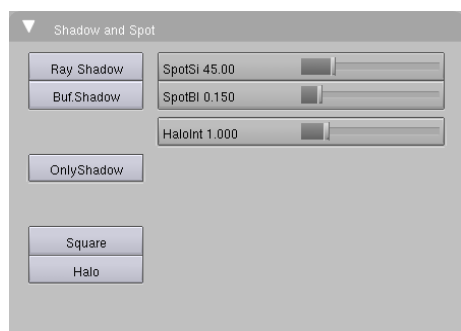 Shadow and Spot
Ray Shadow
SpotSi 45.00
Buf.Shadow
SpotBl 0.150
HaloInt 1.000
OnlyShadow
Square
Halo